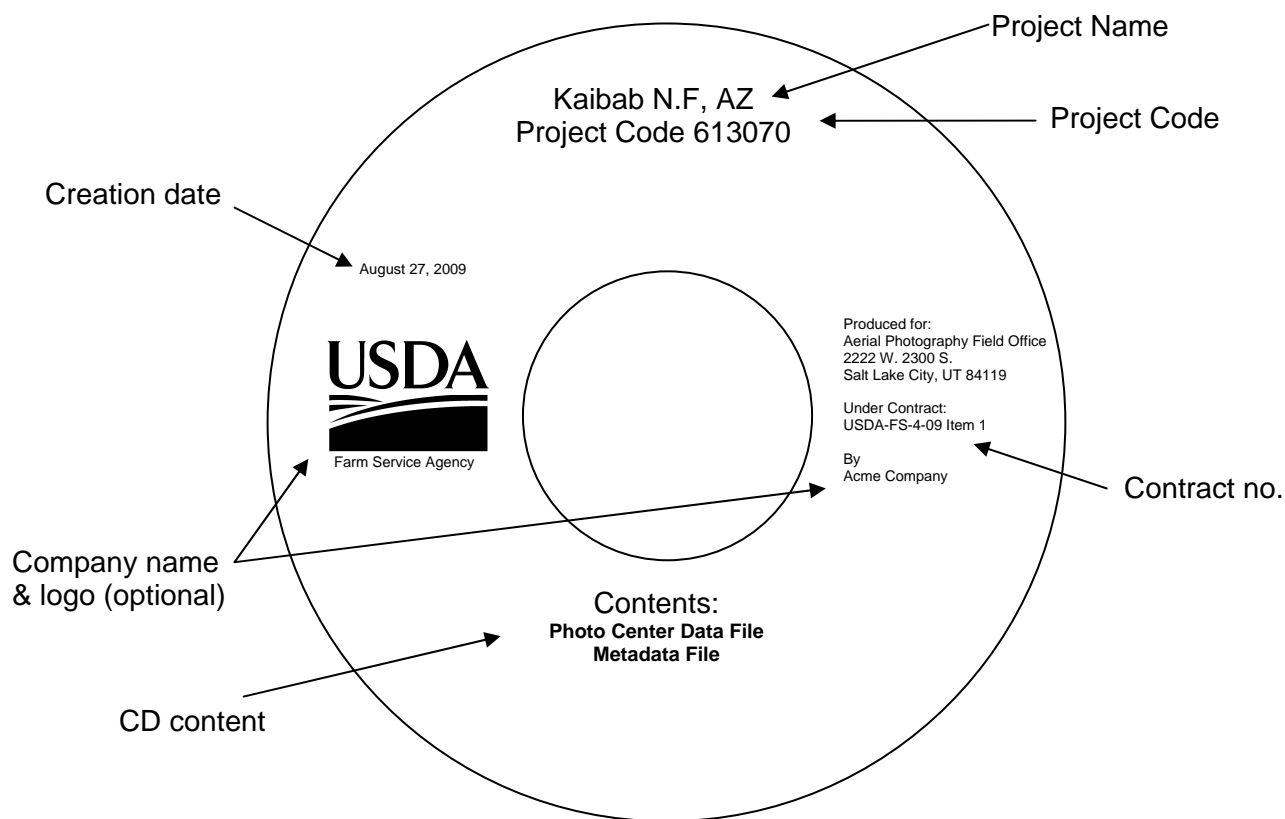 Project Name
Kaibab N.F, AZ
Project Code 613070
Project Code
Creation date
August 27, 2009
USDA
Farm Service Agency
Produced for:
Aerial Photography Field Office
2222 W. 2300 S.
Salt Lake City, UT 84119
Under Contract:
USDA-FS-4-09 Item 1
By
Acme Company
Contract no.
Company name
& logo (optional)
Contents:
Photo Center Data File
Metadata File
CD content